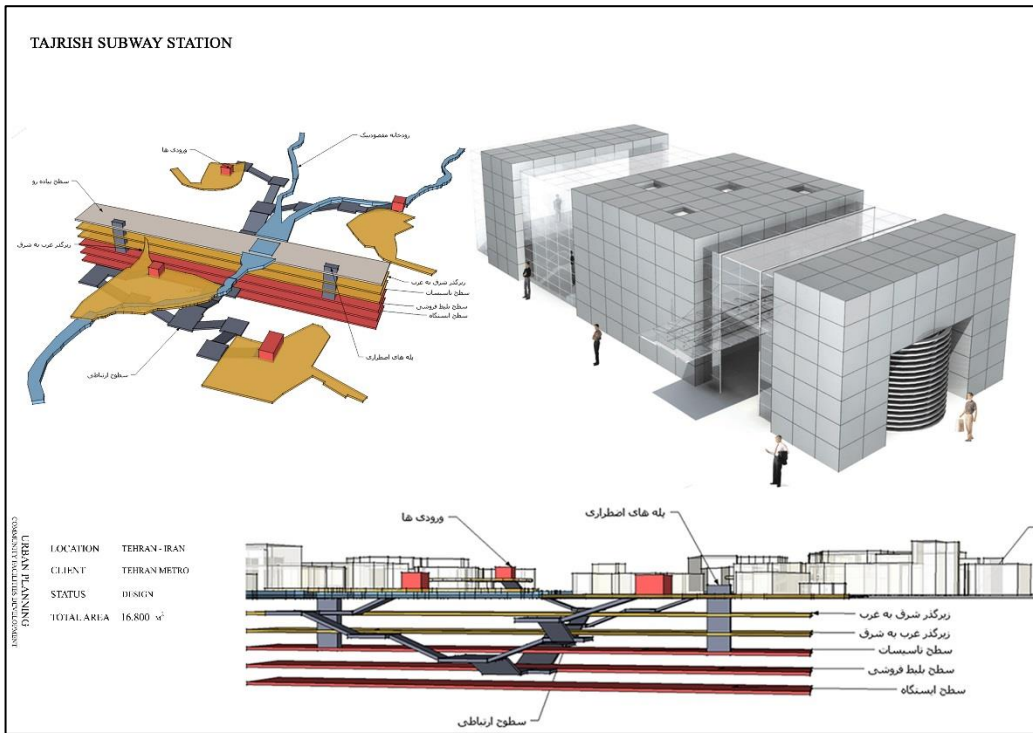 TAJRISH SUBWAY STATION
رودخانه مقصودبیک
ورودی ها
سطح پیاده رو
زیرگذر غرب به شرق
زیرگذر شرق به غرب
سطح تاسیسات
سطح بلیط فروشی
سطح ایستگاه
پله های اضطراری
سطوح ارتباطی
URBAN PLANNING
COMMUNITY FACILITIES DEVELOPMENT
LOCATION TEHRAN - IRAN
CLIENT TEHRAN METRO
STATUS DESIGN
TOTAL AREA 16.800 M²
ورودی ها
پله های اضطراری
زیرگذر شرق به غرب
زیرگذر غرب به شرق
سطح تاسیسات
سطح بلیط فروشی
سطح ایستگاه
سطوح ارتباطی